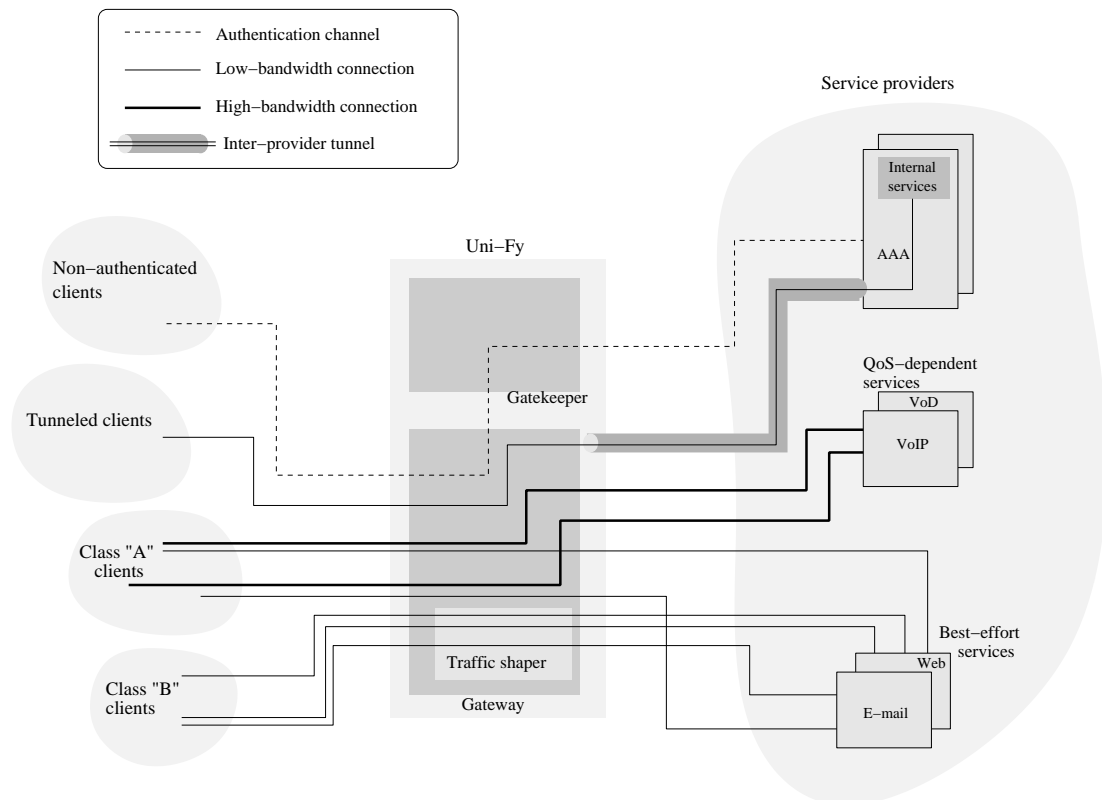 Authentication channel
Low−bandwidth connection
High−bandwidth connection
Inter−provider tunnel
Service providers
Internal
services
AAA
Uni−Fy
Non−authenticated
clients
Gatekeeper
QoS−dependent
services
VoD
VoIP
Tunneled clients
Class "A"
clients
Best−effort
services
Web
E−mail
Traffic shaper
Gateway
Class "B"
clients